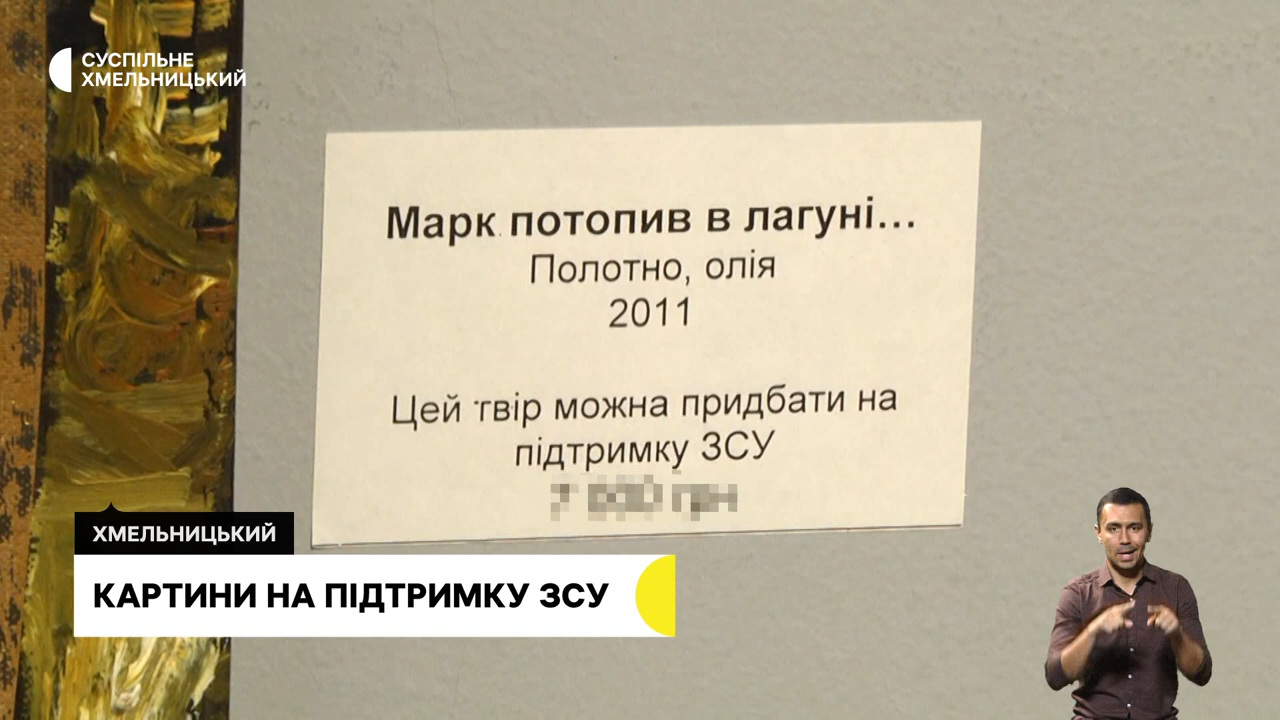 СУСПІЛЬНЕ
ХМЕЛЬНИЦЬКИЙ
Марк потопив в лагуні...
Полотно, олія
2011
Цей твір можна придбати на
підтримку ЗСУ
грн
ХМЕЛЬНИЦЬКИЙ
КАРТИНИ НА ПІДТРИМКУ ЗСУ